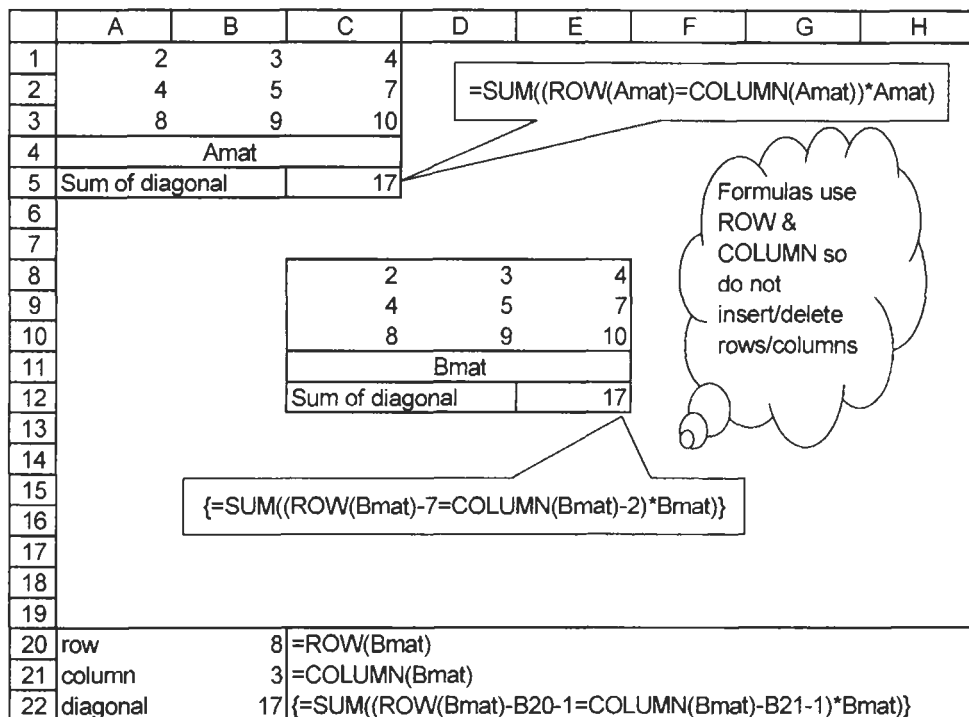 A B C D E F G H
1 2 3 4
2 4 5 7
=SUM((ROW(Amat)=COLUMN(Amat))*Amat)
3 8 9 10
4 Amat
5 Sum of diagonal 17
Formulas use
ROW &
COLUMN so
do not
insert/delete
rows/columns
6
7
8 2 3 4
9 4 5 7
10 8 9 10
11 Bmat
12 Sum of diagonal 17
13
14
15
{=SUM((ROW(Bmat)-7=COLUMN(Bmat)-2)*Bmat)}
16
17
18
19
20 row 8 =ROW(Bmat)
21 column 3 =COLUMN(Bmat)
22 diagonal 17 {=SUM((ROW(Bmat)-B20-1=COLUMN(Bmat)-B21-1)*Bmat)}